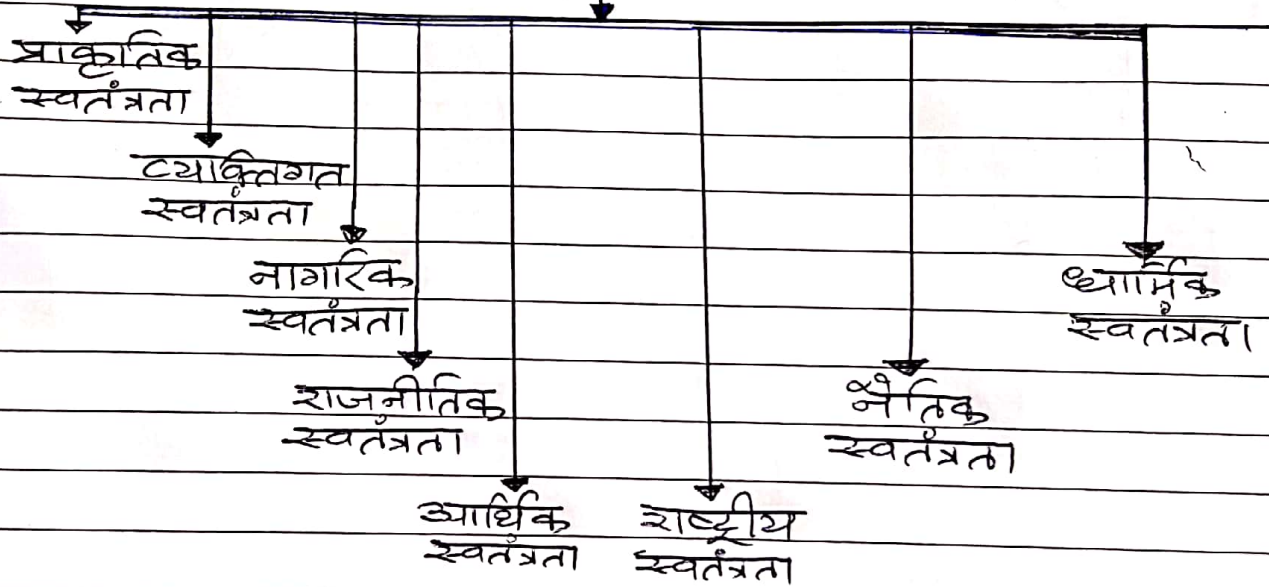 प्राकृतिक
स्वतंत्रता
व्यक्तिगत
स्वतंत्रता
नागरिक
स्वतंत्रता
राजनीतिक
स्वतंत्रता
आर्थिक
स्वतंत्रता
राष्ट्रीय
स्वतंत्रता
नैतिक
स्वतंत्रता
धार्मिक
स्वतंत्रता